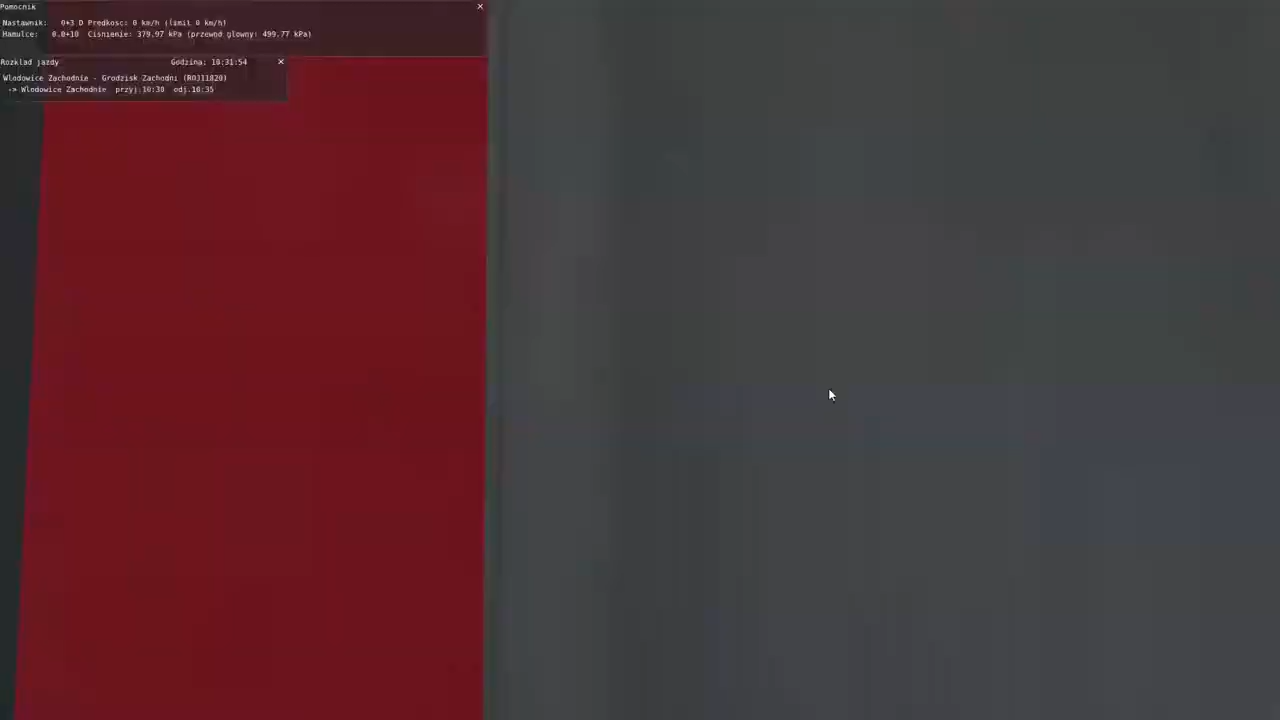 Pomocnik
Nastawnik: 0+3 D Predkosc: 0 km/h (limit 0 km/h)
Hamulce: 0.0+10 Cisnienie: 379.97 kPa (przewod glowny: 499.77 kPa)
Rozklad jazdy Godzina: 10:31:54
Wlodowice Zachodnie - Grodzisk Zachodni (ROJ11820)
-> Wlodowice Zachodnie przyj.10:30 odj.10:35